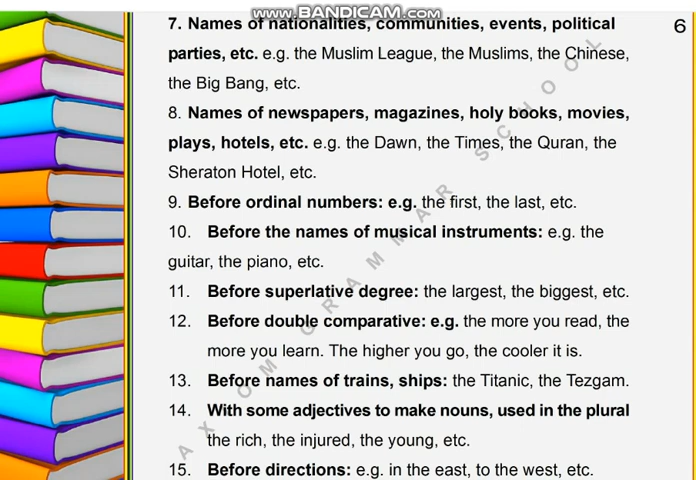 www.BANDICAM.com
7. Names of nationalities, communities, events, political
6
parties, etc. e.g. the Muslim League, the Muslims, the Chinese,
the Big Bang, etc.
8. Names of newspapers, magazines, holy books, movies,
plays, hotels, etc. e.g. the Dawn, the Times, the Quran, the
Sheraton Hotel, etc.
9. Before ordinal numbers: e.g. the first, the last, etc.
10. Before the names of musical instruments: e.g. the
guitar, the piano, etc.
11. Before superlative degree: the largest, the biggest, etc.
12. Before double comparative: e.g. the more you read, the
more you learn. The higher you go, the cooler it is.
13. Before names of trains, ships: the Titanic, the Tezgam.
14. With some adjectives to make nouns, used in the plural
the rich, the injured, the young, etc.
15. Before directions: e.g. in the east, to the west, etc.
AXOM GRAMMAR SCHOOL